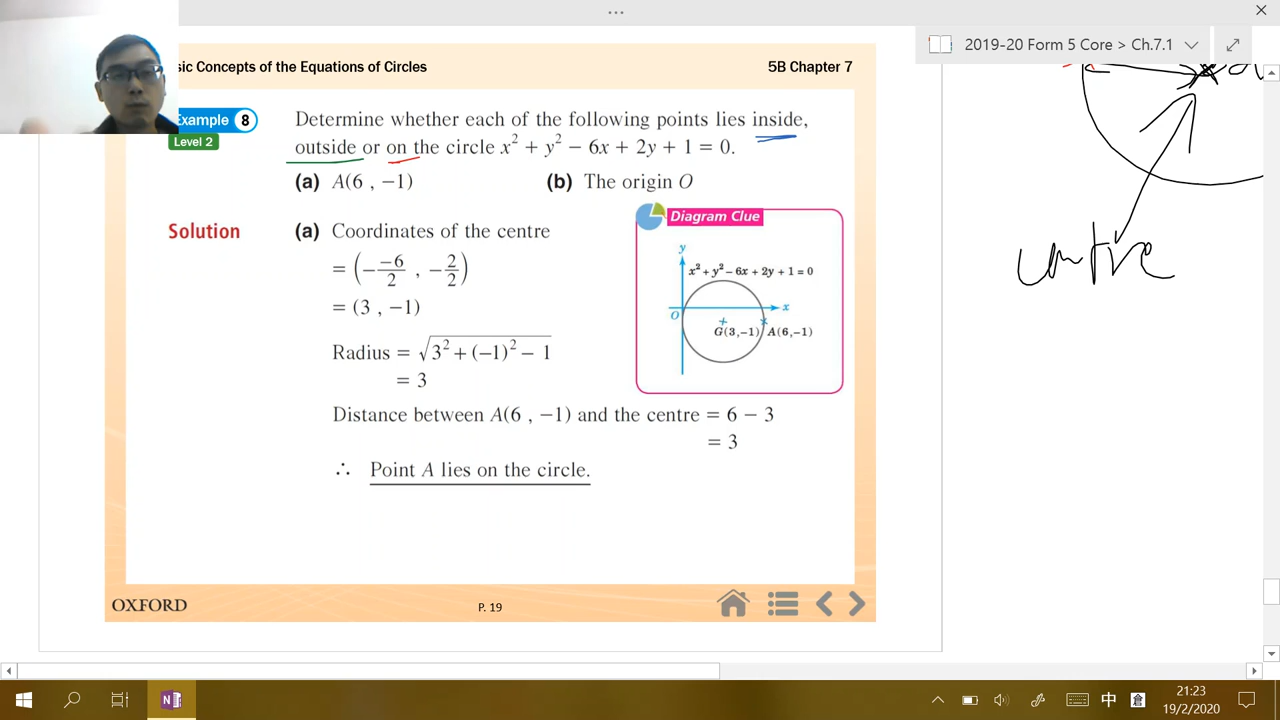 2019-20 Form 5 Core > Ch.7.1
sic Concepts of the Equations of Circles
5B Chapter 7
Example 8
Level 2
Determine whether each of the following points lies inside,
outside or on the circle x² + y² − 6x + 2y + 1 = 0.
(a) A(6 , −1)
(b) The origin O
Solution
(a) Coordinates of the centre
= (−−6/2 , −2/2)
= (3 , −1)
Radius = √3² + (−1)² − 1
= 3
Distance between A(6 , −1) and the centre = 6 − 3
= 3
∴ Point A lies on the circle.
Diagram Clue
y
x² + y² − 6x + 2y + 1 = 0
x
O
G(3,−1)
A(6,−1)
centre
OXFORD
P. 19
中
倉
21:23
19/2/2020